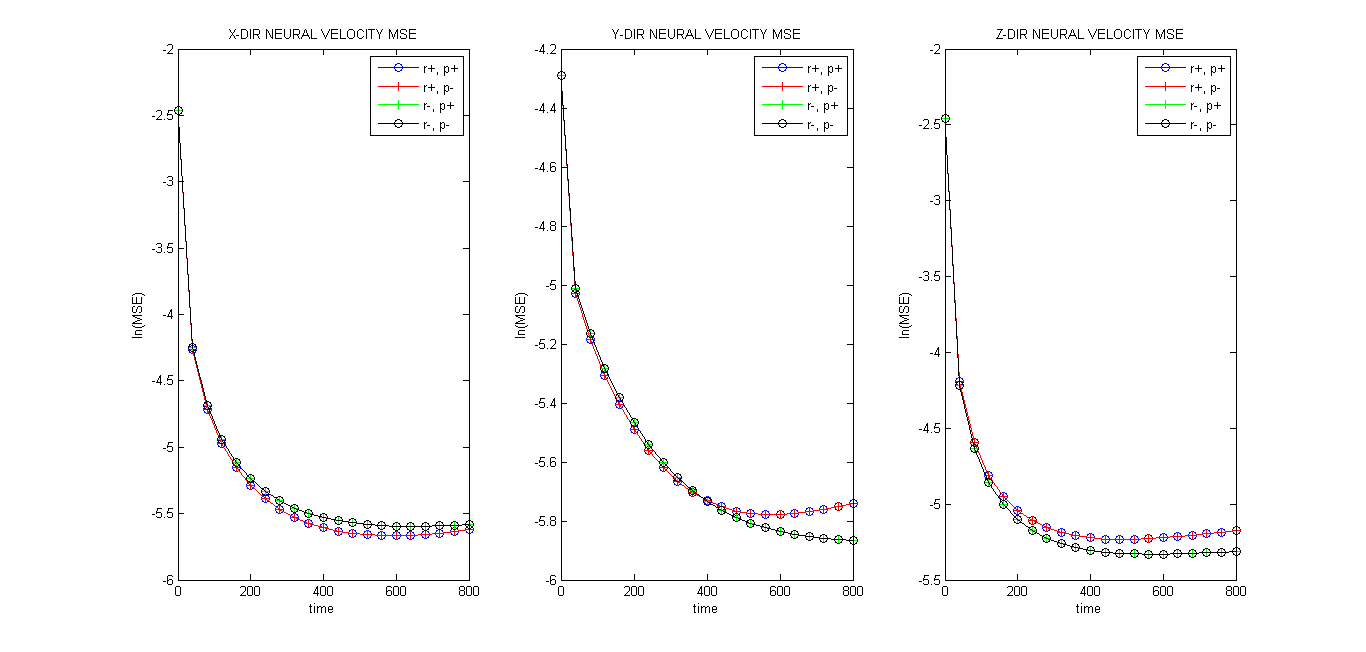 X-DIR NEURAL VELOCITY MSE
-2
-2.5
-3
-3.5
-4
-4.5
-5
-5.5
-6
ln(MSE)
0
200
400
600
800
time
r+, p+
r+, p-
r-, p+
r-, p-
Y-DIR NEURAL VELOCITY MSE
-4.2
-4.4
-4.6
-4.8
-5
-5.2
-5.4
-5.6
-5.8
-6
ln(MSE)
0
200
400
600
800
time
r+, p+
r+, p-
r-, p+
r-, p-
Z-DIR NEURAL VELOCITY MSE
-2
-2.5
-3
-3.5
-4
-4.5
-5
-5.5
ln(MSE)
0
200
400
600
800
time
r+, p+
r+, p-
r-, p+
r-, p-